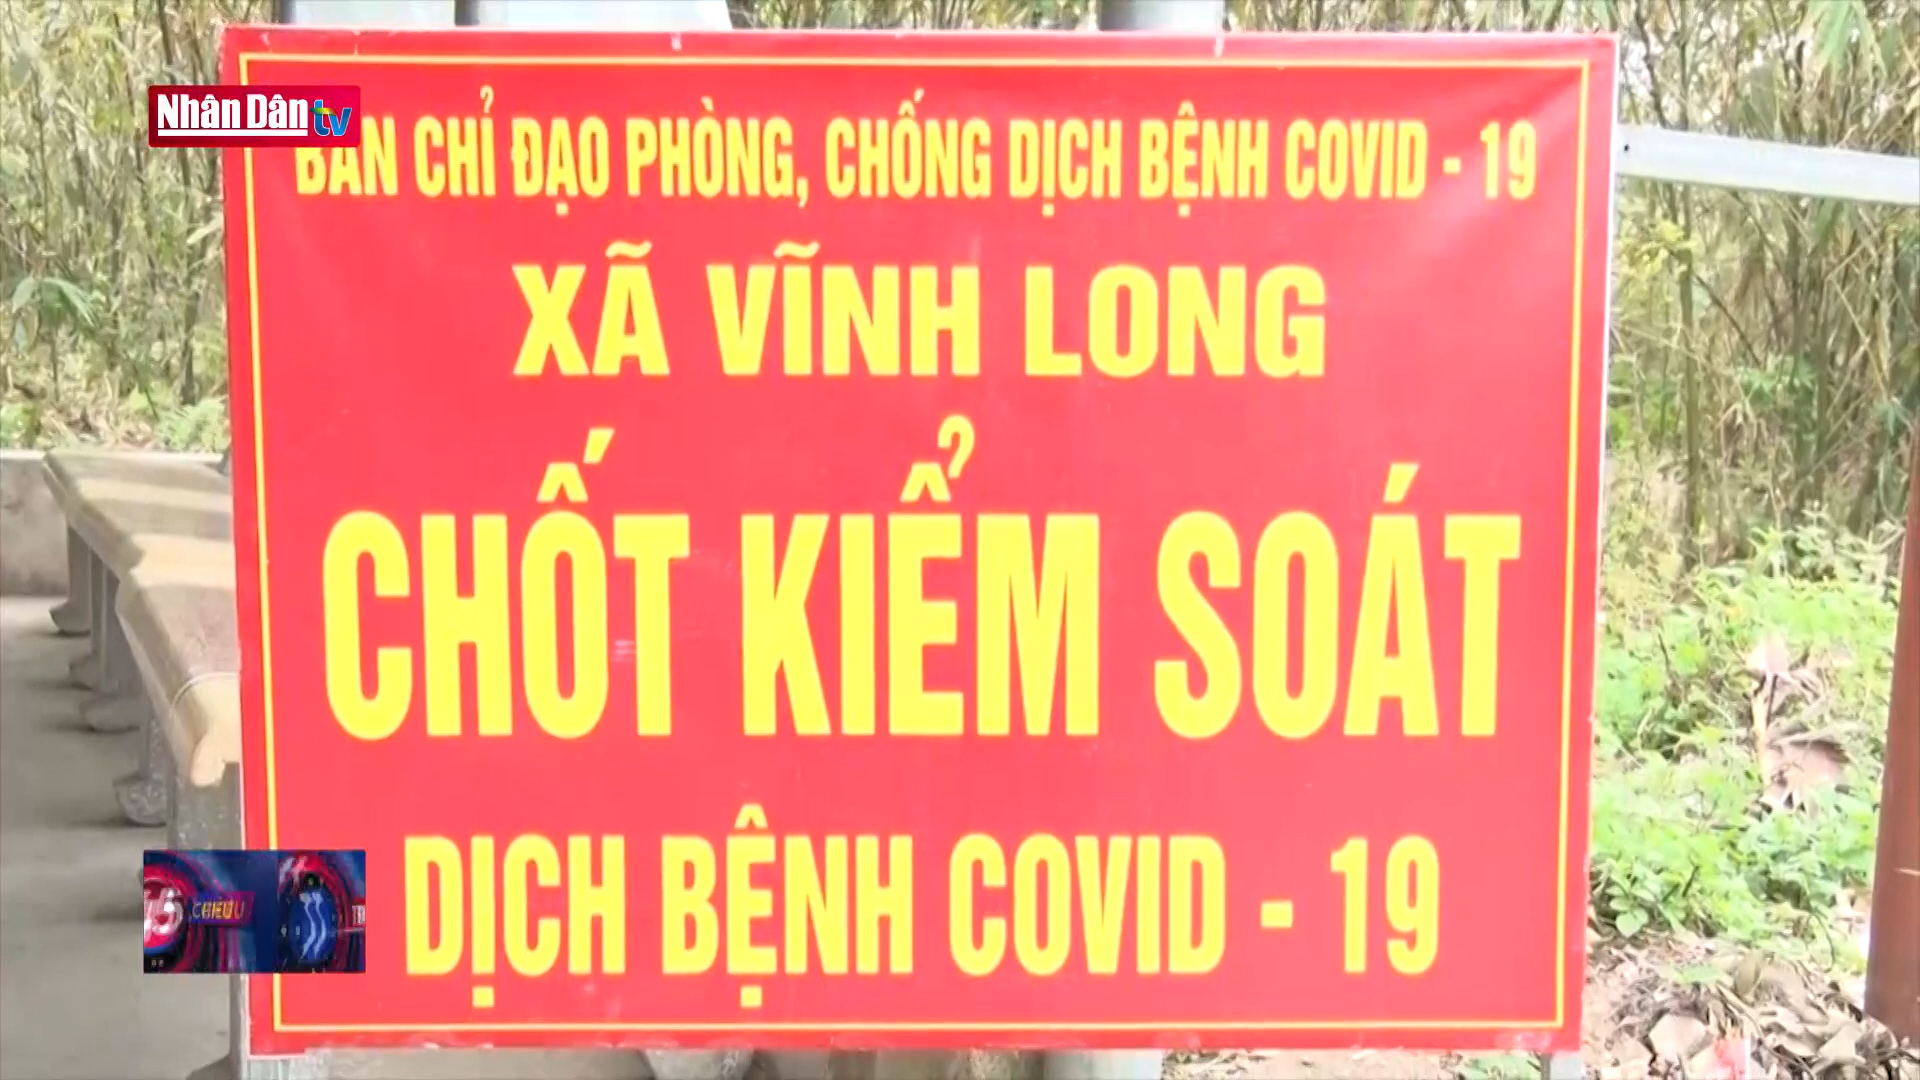 Nhân Dân tv
BAN CHỈ ĐẠO PHÒNG, CHỐNG DỊCH BỆNH COVID - 19
XÃ VĨNH LONG
CHỐT KIỂM SOÁT
DỊCH BỆNH COVID - 19
CHIỀU